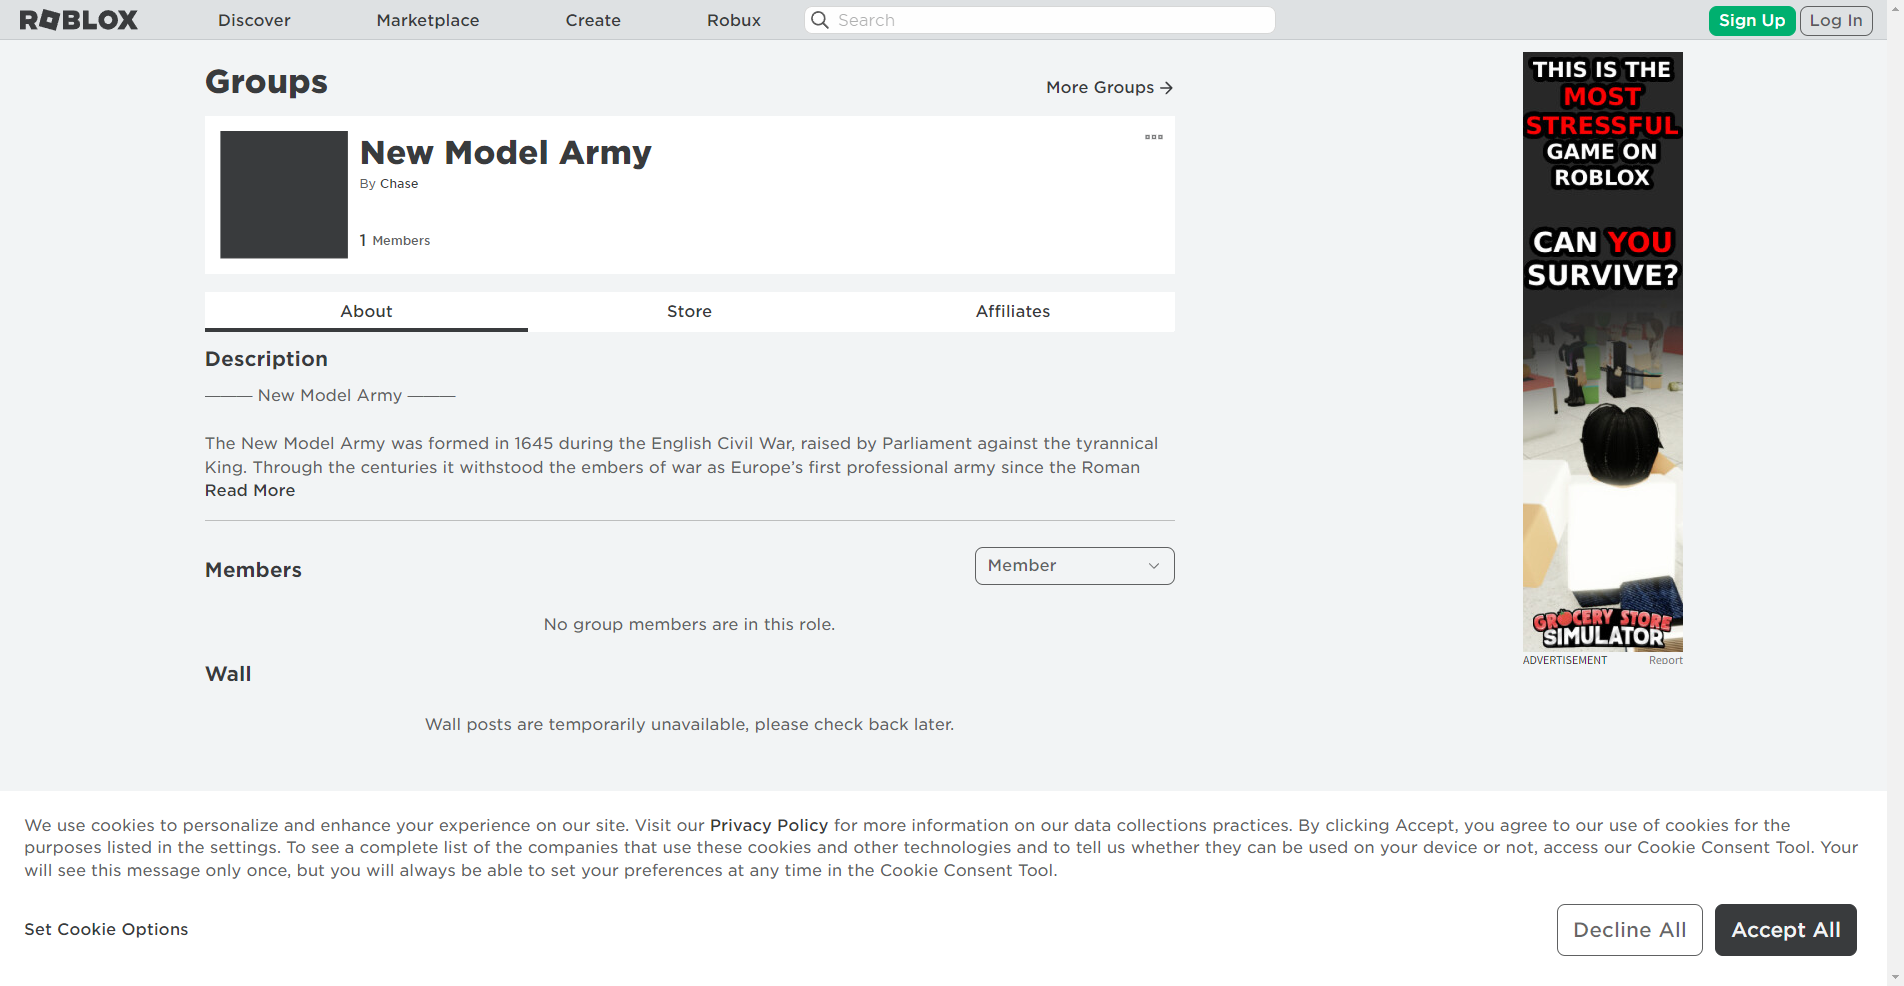 ROBLOX
Discover
Marketplace
Create
Robux
Search
Sign Up
Log In
Groups
More Groups
New Model Army
By Chase
1 Members
About
Store
Affiliates
Description
——— New Model Army ———
The New Model Army was formed in 1645 during the English Civil War, raised by Parliament against the tyrannical
King. Through the centuries it withstood the embers of war as Europe’s first professional army since the Roman
Read More
Members
Member
No group members are in this role.
Wall
Wall posts are temporarily unavailable, please check back later.
THIS IS THE
MOST
STRESSFUL
GAME ON
ROBLOX
CAN YOU
SURVIVE?
GROCERY STORE
SIMULATOR
ADVERTISEMENT
Report
We use cookies to personalize and enhance your experience on our site. Visit our Privacy Policy for more information on our data collections practices. By clicking Accept, you agree to our use of cookies for the
purposes listed in the settings. To see a complete list of the companies that use these cookies and other technologies and to tell us whether they can be used on your device or not, access our Cookie Consent Tool. Your
will see this message only once, but you will always be able to set your preferences at any time in the Cookie Consent Tool.
Set Cookie Options
Decline All
Accept All